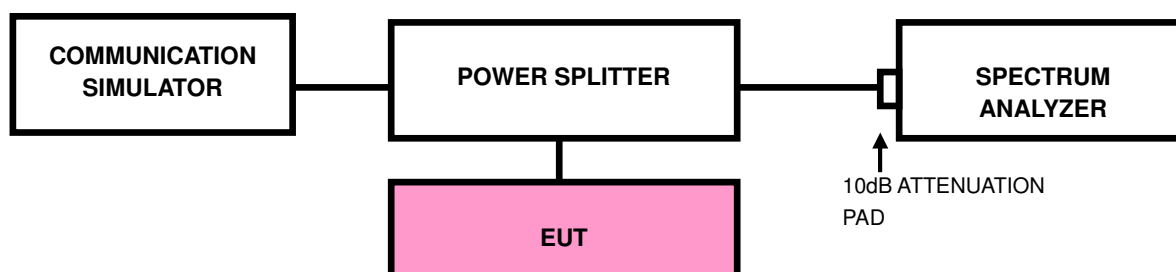 COMMUNICATION
SIMULATOR
POWER SPLITTER
SPECTRUM
ANALYZER
10dB ATTENUATION
PAD
EUT